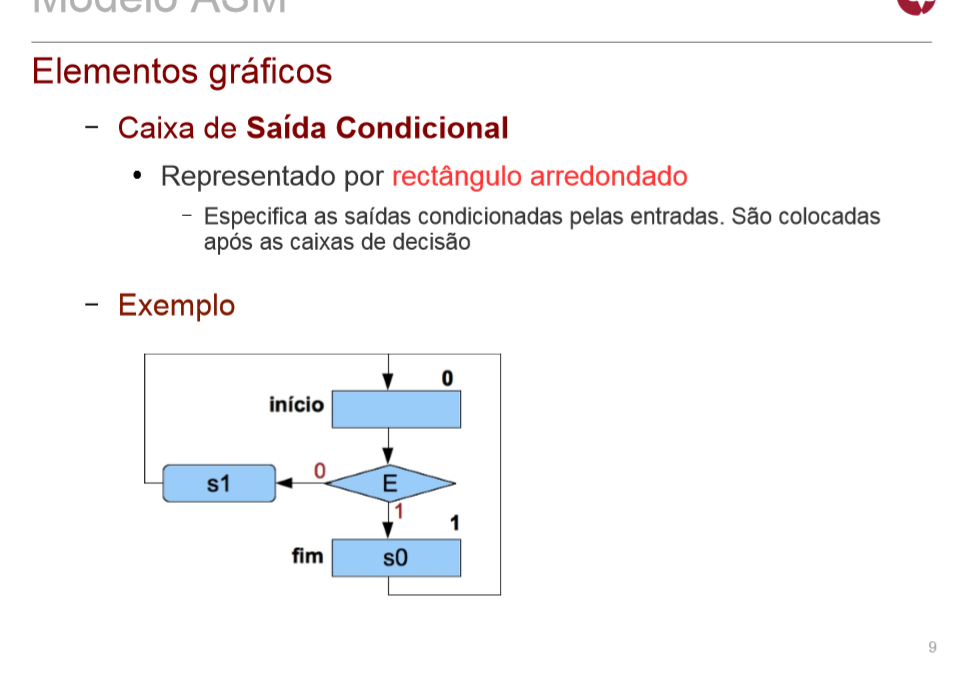 Modelo ASM
Elementos gráficos
– Caixa de Saída Condicional
• Representado por rectângulo arredondado
– Especifica as saídas condicionadas pelas entradas. São colocadas
após as caixas de decisão
– Exemplo
0
início
0
s1
E
1
1
fim
s0
9